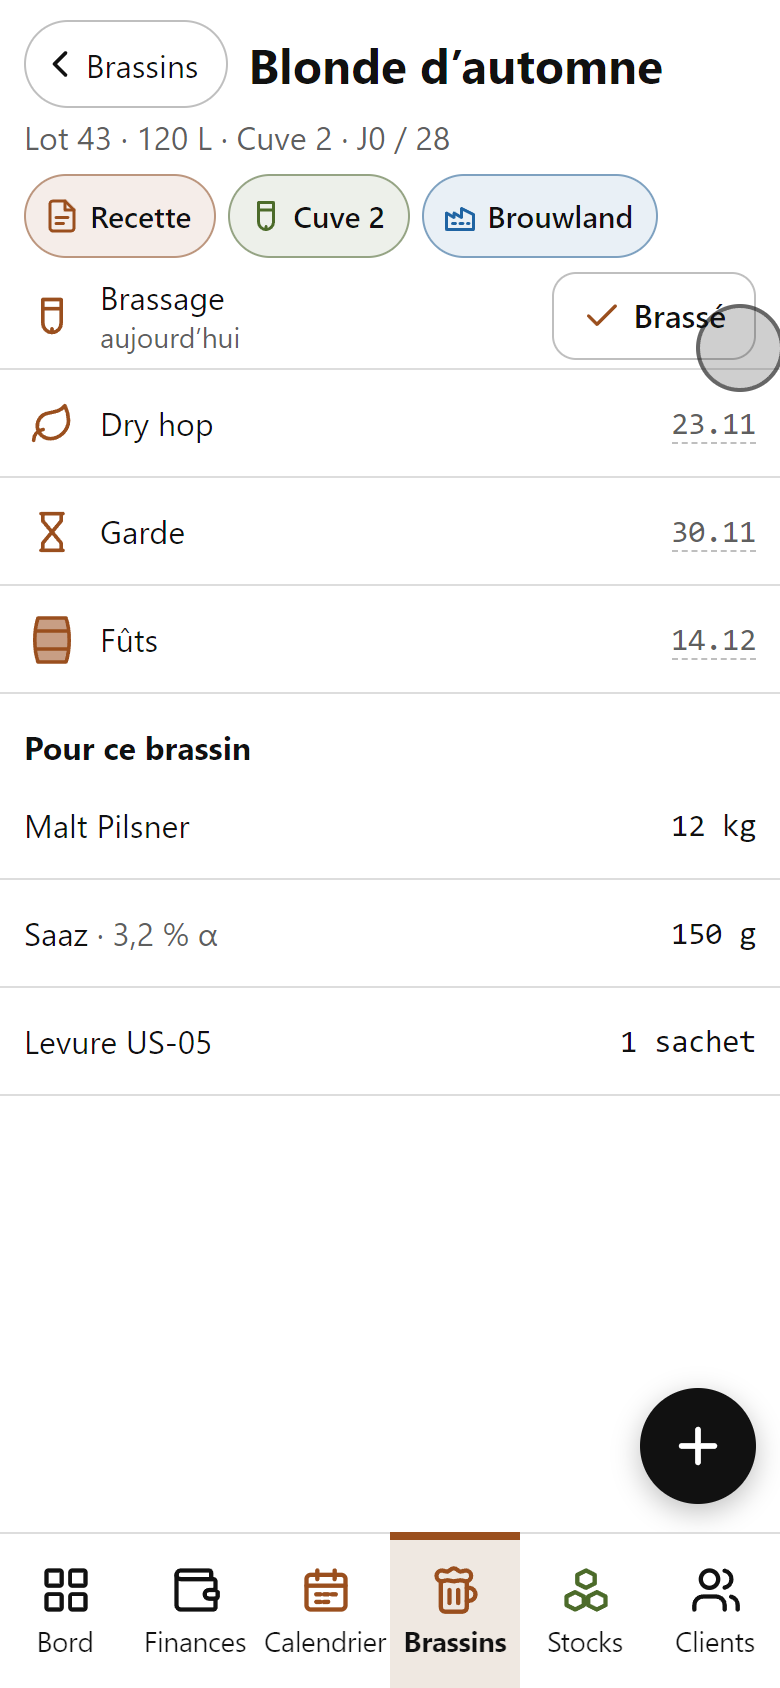 Brassins
Blonde d’automne
Lot 43 · 120 L · Cuve 2 · J0 / 28
Recette
Cuve 2
Brouwland
Brassage
aujourd’hui
Brassé
Dry hop
23.11
Garde
30.11
Fûts
14.12
Pour ce brassin
Malt Pilsner
12 kg
Saaz · 3,2 % α
150 g
Levure US-05
1 sachet
Bord
Finances
Calendrier
Brassins
Stocks
Clients